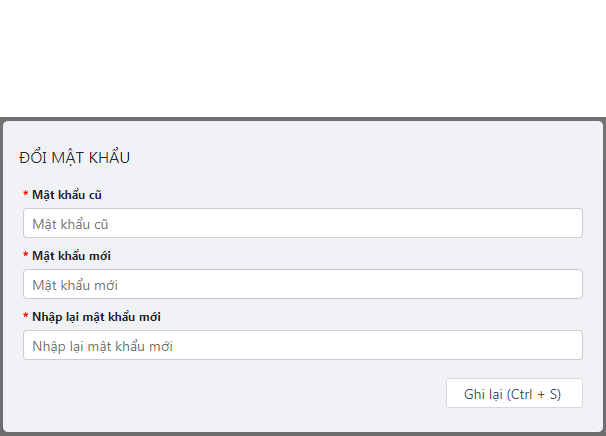 ĐỔI MẬT KHẨU
* Mật khẩu cũ
Mật khẩu cũ
* Mật khẩu mới
Mật khẩu mới
* Nhập lại mật khẩu mới
Nhập lại mật khẩu mới
Ghi lại (Ctrl + S)